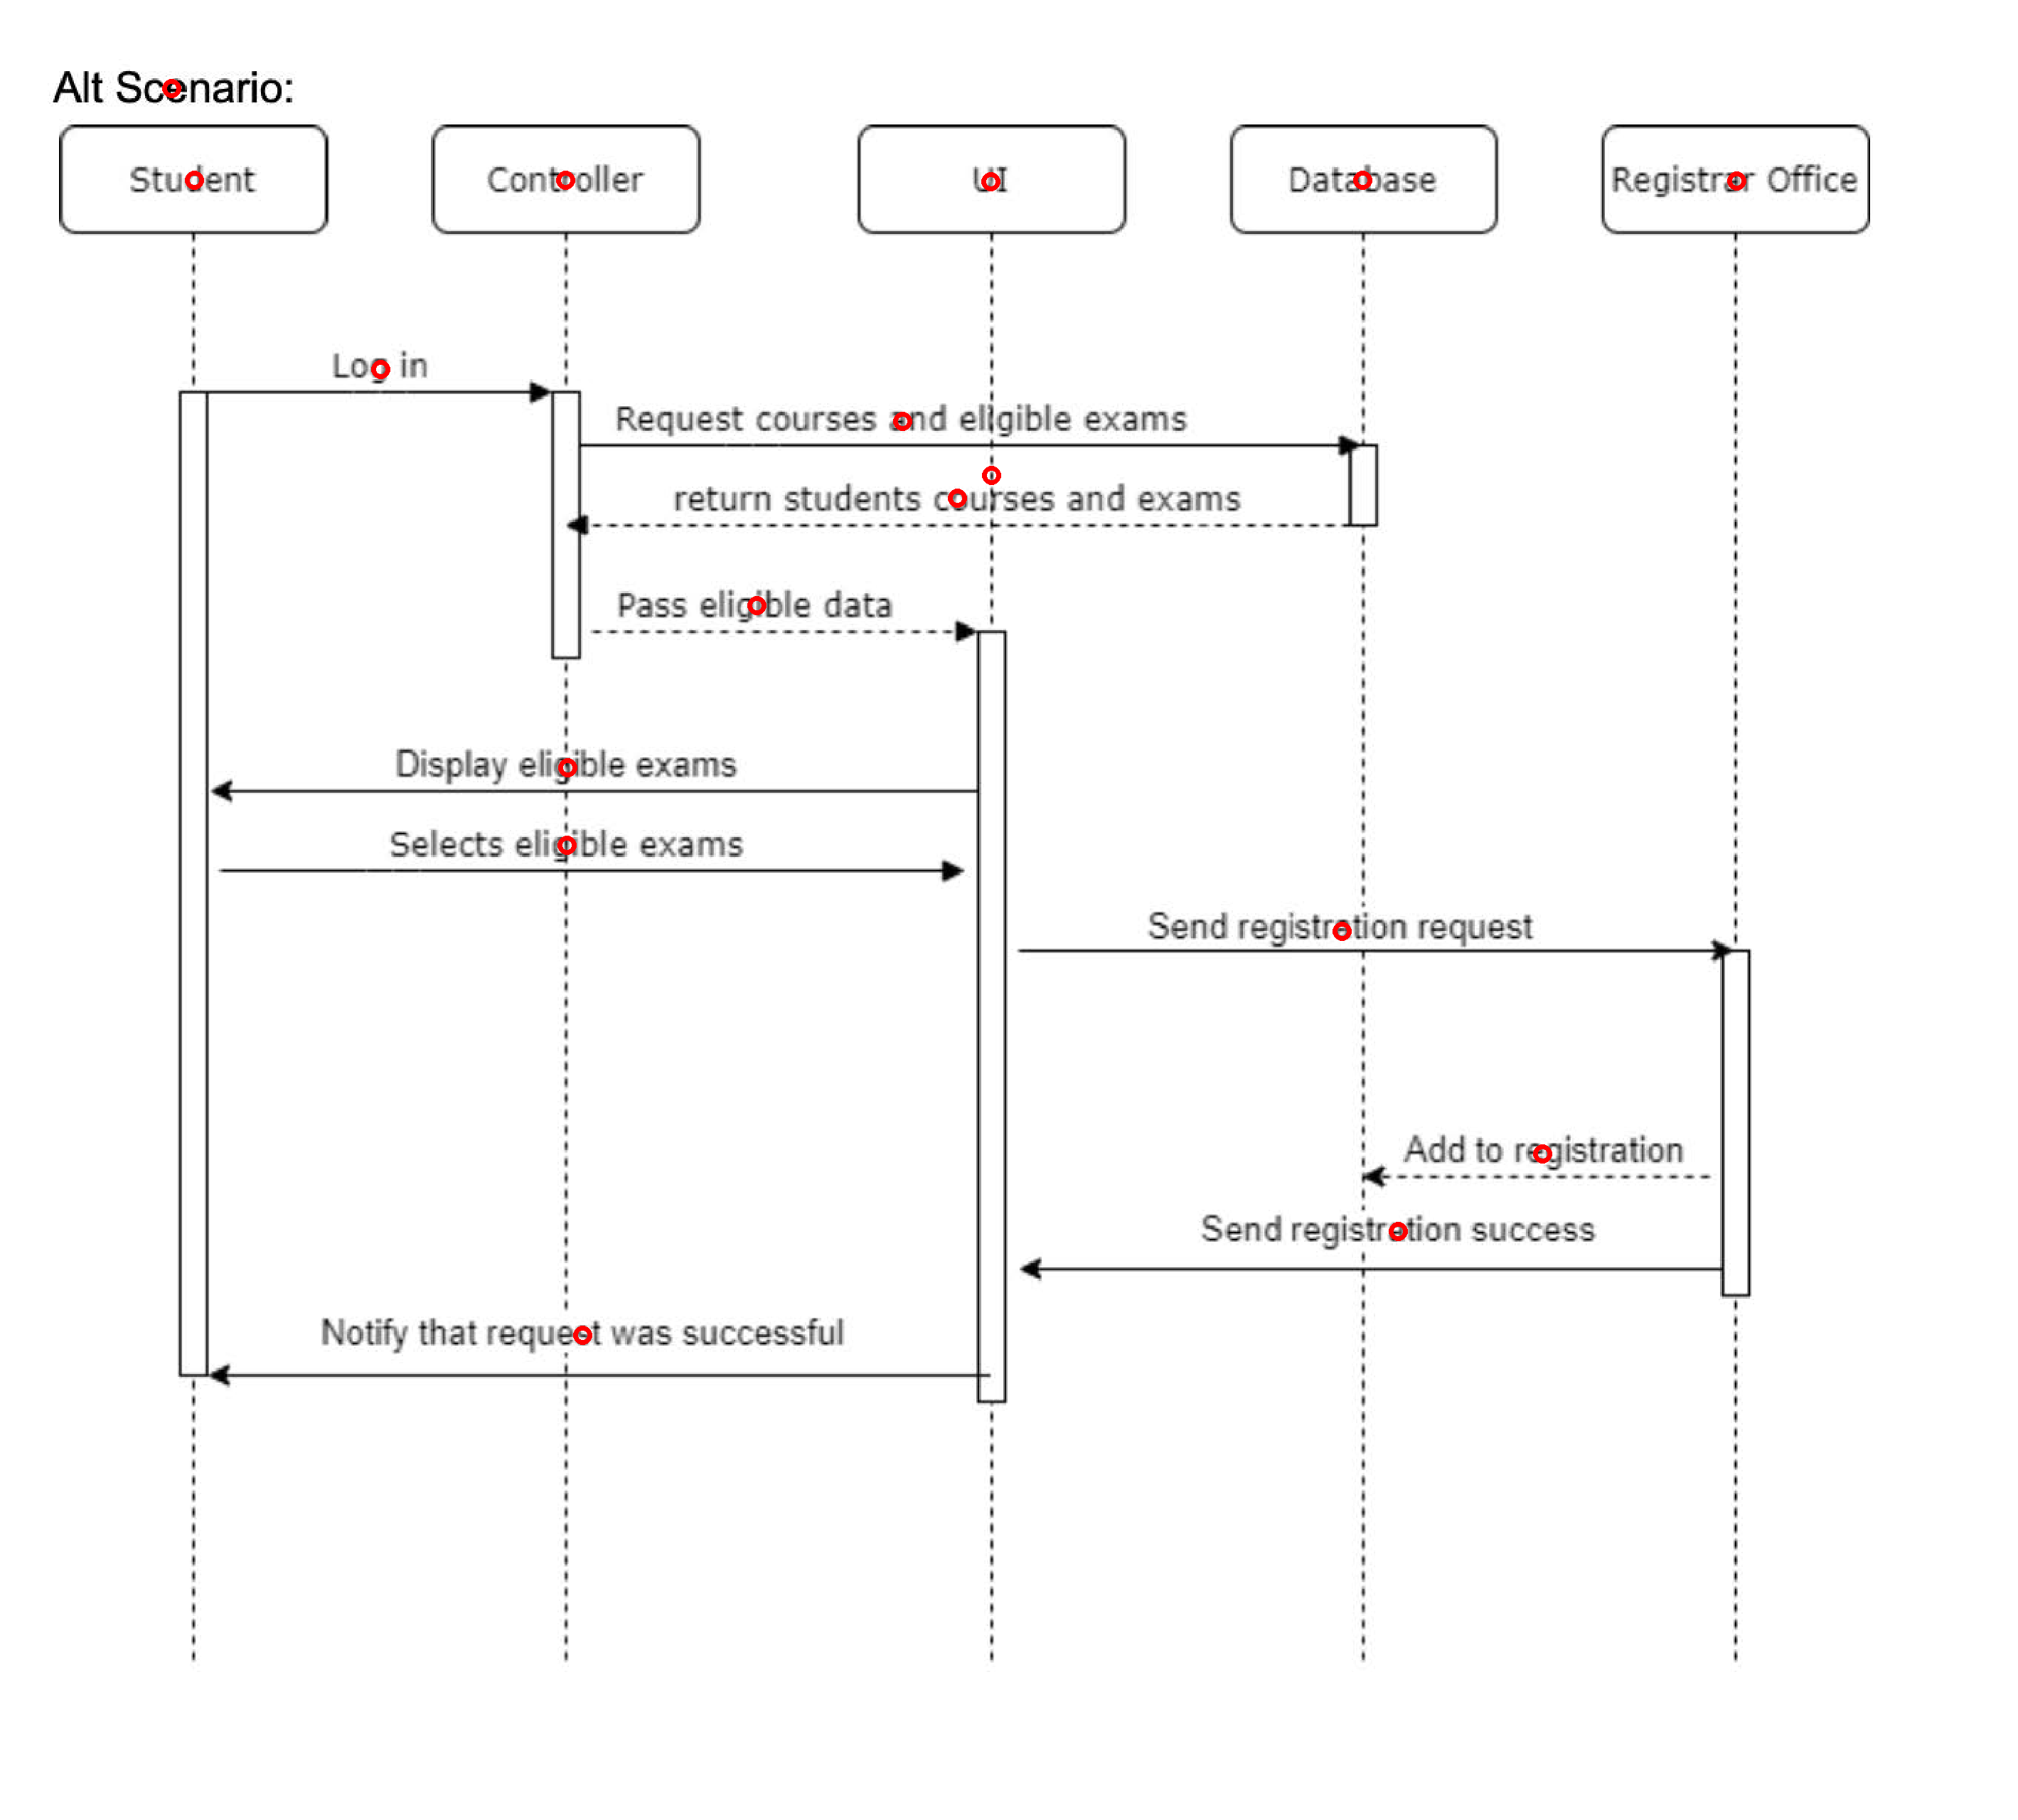 Alt Scenario:
Student
Controller
UI
Database
Registrar Office
Log in
Request courses and eligible exams
return students courses and exams
Pass eligible data
Display eligible exams
Selects eligible exams
Send registration request
Add to registration
Send registration success
Notify that request was successful